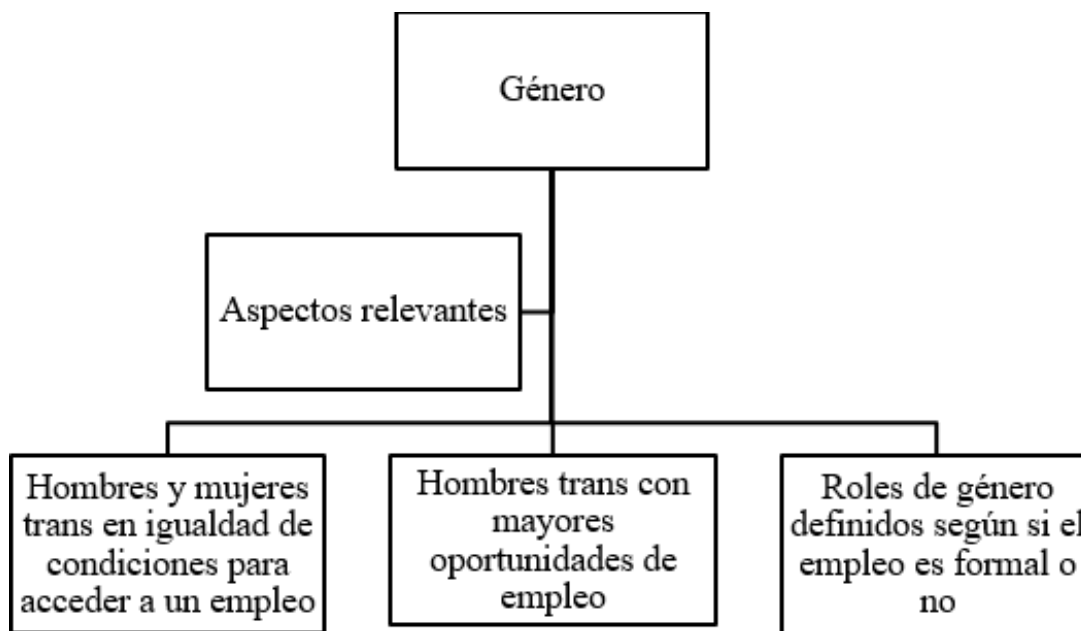 Género
Aspectos relevantes
Hombres y mujeres
trans en igualdad de
condiciones para
acceder a un empleo
Hombres trans con
mayores
oportunidades de
empleo
Roles de género
definidos según si el
empleo es formal o
no